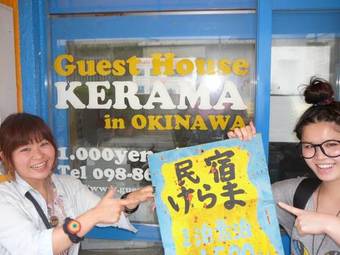 Guest House
KERAMA
in OKINAWA
1.000yen
Tel 098-86
民宿
けらま